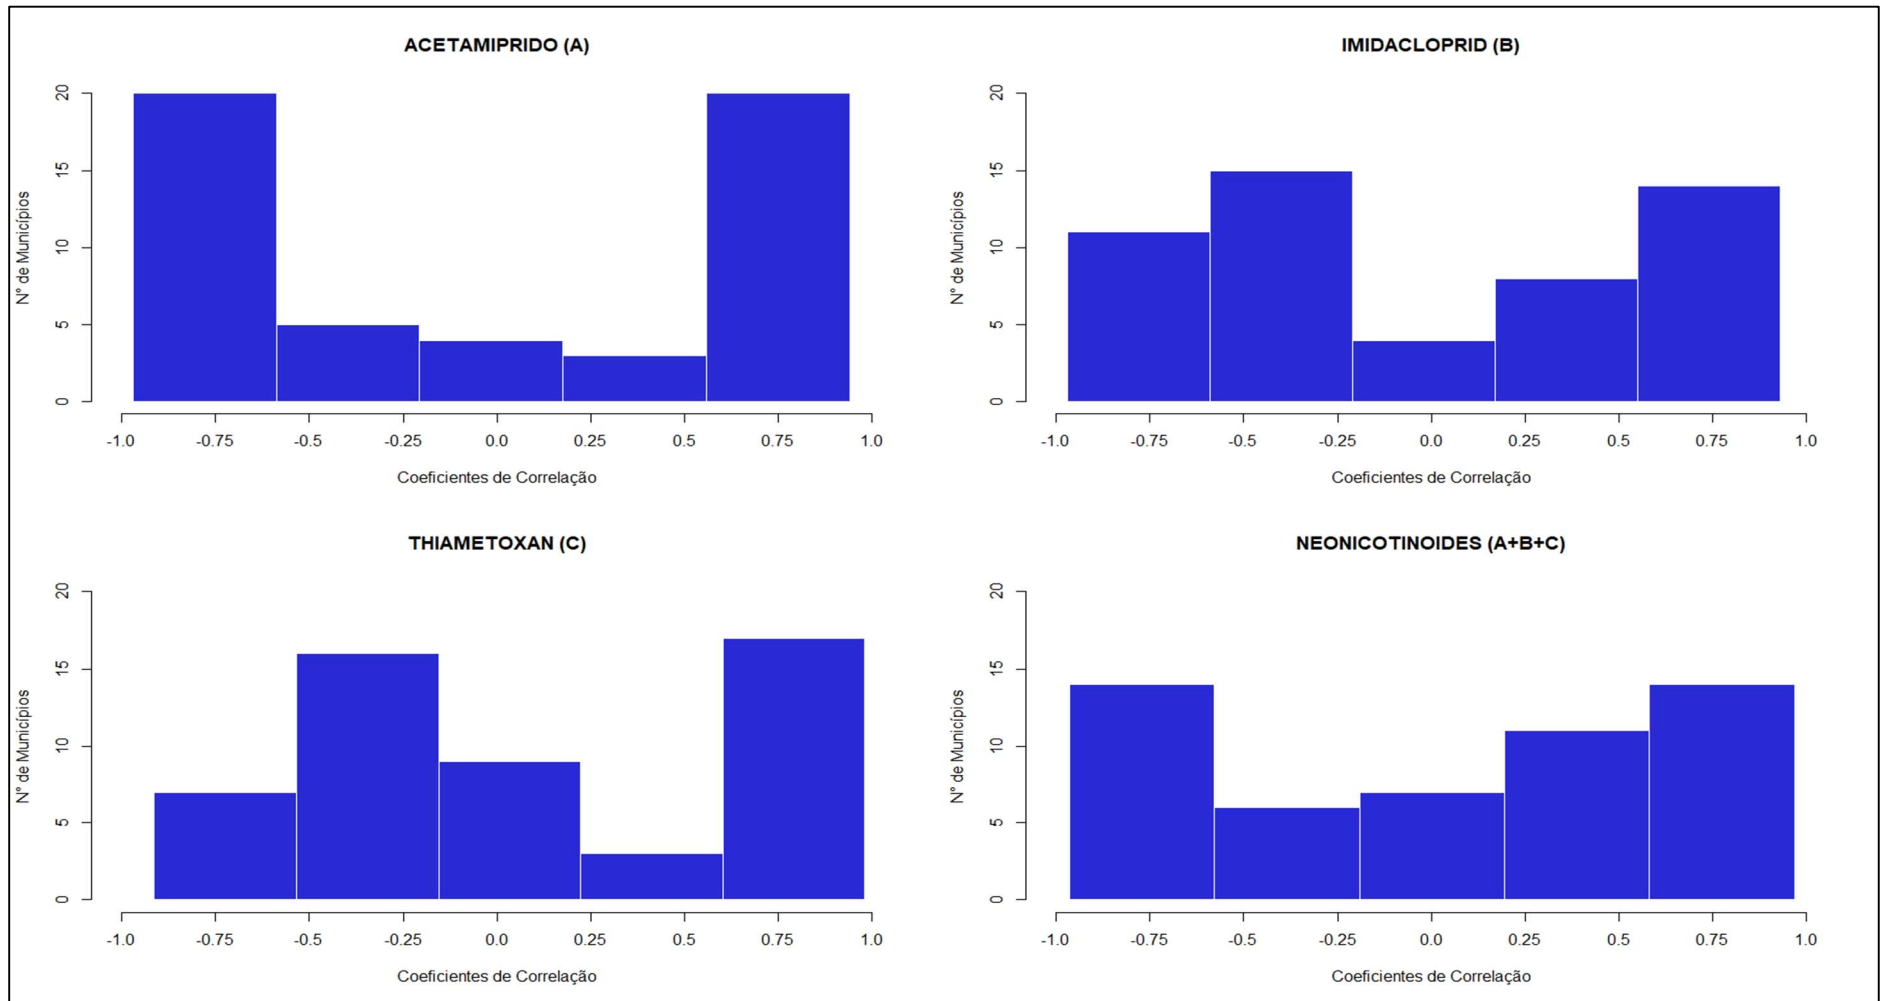 ACETAMIPRIDO (A)
N° de Municípios
20
15
10
5
0
-1.0 -0.75 -0.5 -0.25 0.0 0.25 0.5 0.75 1.0
Coeficientes de Correlação
IMIDACLOPRID (B)
N° de Municípios
20
15
10
5
0
-1.0 -0.75 -0.5 -0.25 0.0 0.25 0.5 0.75 1.0
Coeficientes de Correlação
THIAMETOXAN (C)
N° de Municípios
20
15
10
5
0
-1.0 -0.75 -0.5 -0.25 0.0 0.25 0.5 0.75 1.0
Coeficientes de Correlação
NEONICOTINOIDES (A+B+C)
N° de Municípios
20
15
10
5
0
-1.0 -0.75 -0.5 -0.25 0.0 0.25 0.5 0.75 1.0
Coeficientes de Correlação